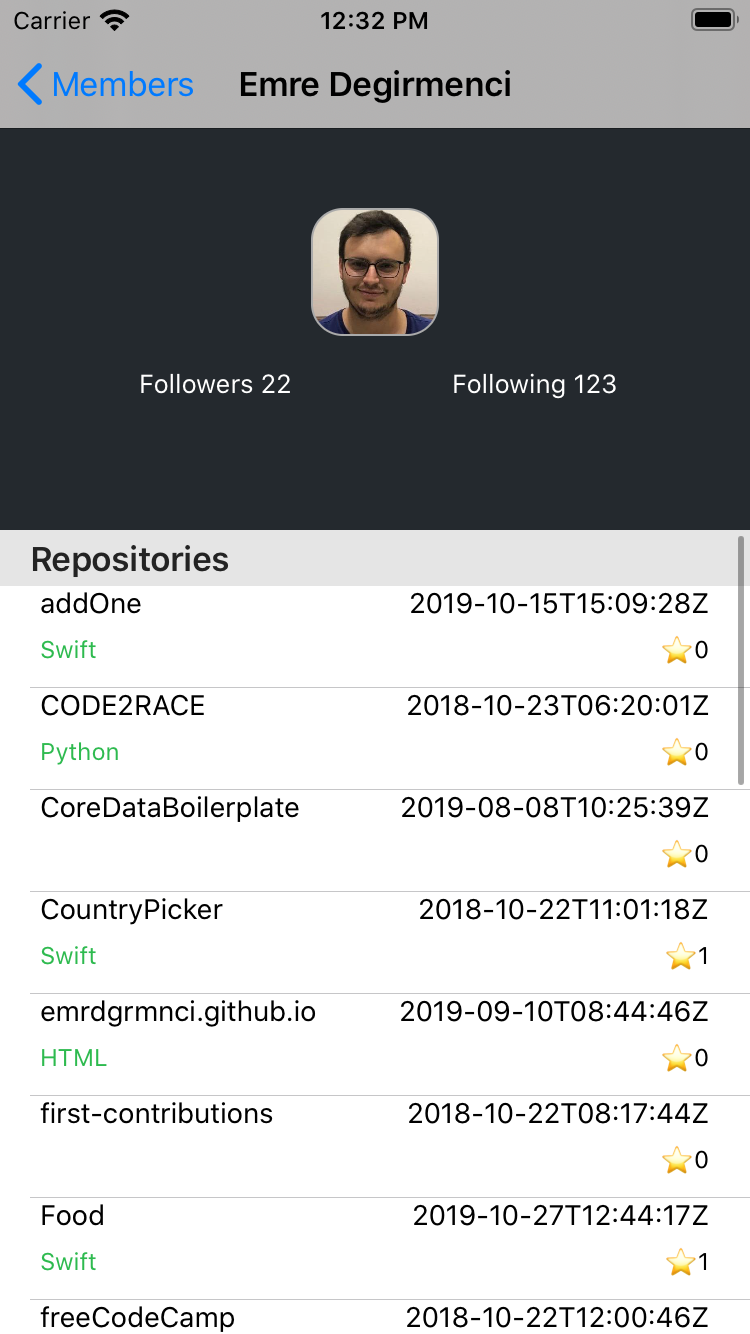 Carrier 12:32 PM
Members Emre Degirmenci
Followers 22 Following 123
Repositories
addOne 2019-10-15T15:09:28Z
Swift ⭐0
CODE2RACE 2018-10-23T06:20:01Z
Python ⭐0
CoreDataBoilerplate 2019-08-08T10:25:39Z
⭐0
CountryPicker 2018-10-22T11:01:18Z
Swift ⭐1
emrdgrmnci.github.io 2019-09-10T08:44:46Z
HTML ⭐0
first-contributions 2018-10-22T08:17:44Z
⭐0
Food 2019-10-27T12:44:17Z
Swift ⭐1
freeCodeCamp 2018-10-22T12:00:46Z